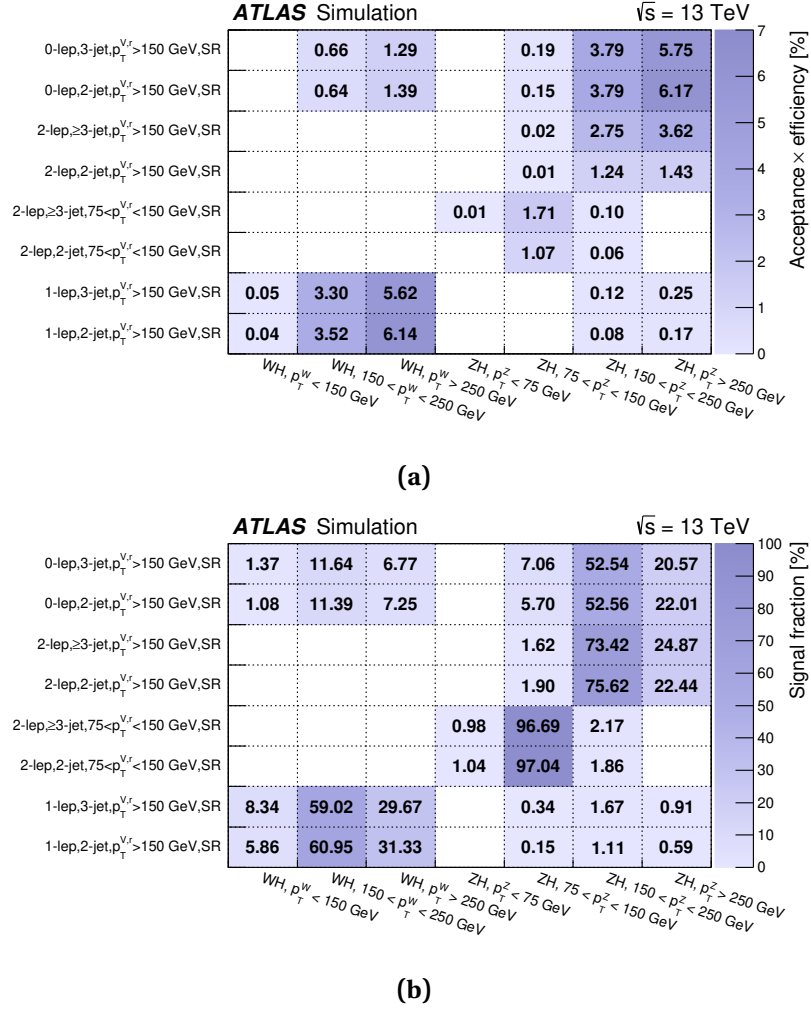 ATLAS Simulation √s = 13 TeV
0-lep,3-jet,p_T^{V,r}>150 GeV,SR 0.66 1.29 0.19 3.79 5.75
0-lep,2-jet,p_T^{V,r}>150 GeV,SR 0.64 1.39 0.15 3.79 6.17
2-lep,≥3-jet,p_T^{V,r}>150 GeV,SR 0.02 2.75 3.62
2-lep,2-jet,p_T^{V,r}>150 GeV,SR 0.01 1.24 1.43
2-lep,≥3-jet,75<p_T^{V,r}<150 GeV,SR 0.01 1.71 0.10
2-lep,2-jet,75<p_T^{V,r}<150 GeV,SR 1.07 0.06
1-lep,3-jet,p_T^{V,r}>150 GeV,SR 0.05 3.30 5.62 0.12 0.25
1-lep,2-jet,p_T^{V,r}>150 GeV,SR 0.04 3.52 6.14 0.08 0.17
WH, p_T^W < 150 GeV
WH, 150 < p_T^W < 250 GeV
WH, p_T^W > 250 GeV
ZH, p_T^Z < 75 GeV
ZH, 75 < p_T^Z < 150 GeV
ZH, 150 < p_T^Z < 250 GeV
ZH, p_T^Z > 250 GeV
7
6
5
4
3
2
1
0
Acceptance × efficiency [%]
(a)
ATLAS Simulation √s = 13 TeV
0-lep,3-jet,p_T^{V,r}>150 GeV,SR 1.37 11.64 6.77 7.06 52.54 20.57
0-lep,2-jet,p_T^{V,r}>150 GeV,SR 1.08 11.39 7.25 5.70 52.56 22.01
2-lep,≥3-jet,p_T^{V,r}>150 GeV,SR 1.62 73.42 24.87
2-lep,2-jet,p_T^{V,r}>150 GeV,SR 1.90 75.62 22.44
2-lep,≥3-jet,75<p_T^{V,r}<150 GeV,SR 0.98 96.69 2.17
2-lep,2-jet,75<p_T^{V,r}<150 GeV,SR 1.04 97.04 1.86
1-lep,3-jet,p_T^{V,r}>150 GeV,SR 8.34 59.02 29.67 0.34 1.67 0.91
1-lep,2-jet,p_T^{V,r}>150 GeV,SR 5.86 60.95 31.33 0.15 1.11 0.59
WH, p_T^W < 150 GeV
WH, 150 < p_T^W < 250 GeV
WH, p_T^W > 250 GeV
ZH, p_T^Z < 75 GeV
ZH, 75 < p_T^Z < 150 GeV
ZH, 150 < p_T^Z < 250 GeV
ZH, p_T^Z > 250 GeV
100
90
80
70
60
50
40
30
20
10
0
Signal fraction [%]
(b)